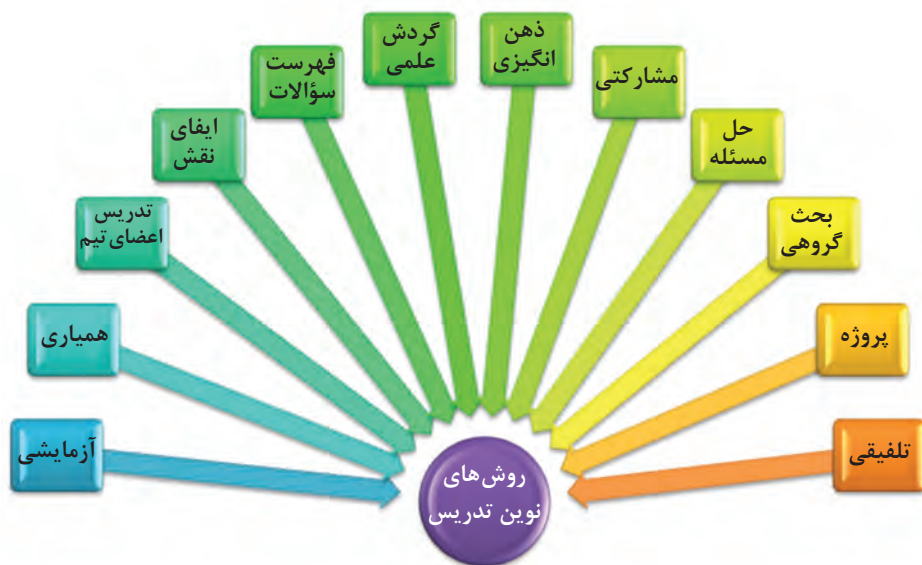 تلفیقی
پروژه
بحث
گروهی
حل
مسئله
مشارکتی
ذهن
انگیزی
گردش
علمی
فهرست
سؤالات
ایفای
نقش
تدریس
اعضای تیم
همیاری
آزمایشی
روش‌های
نوین تدریس